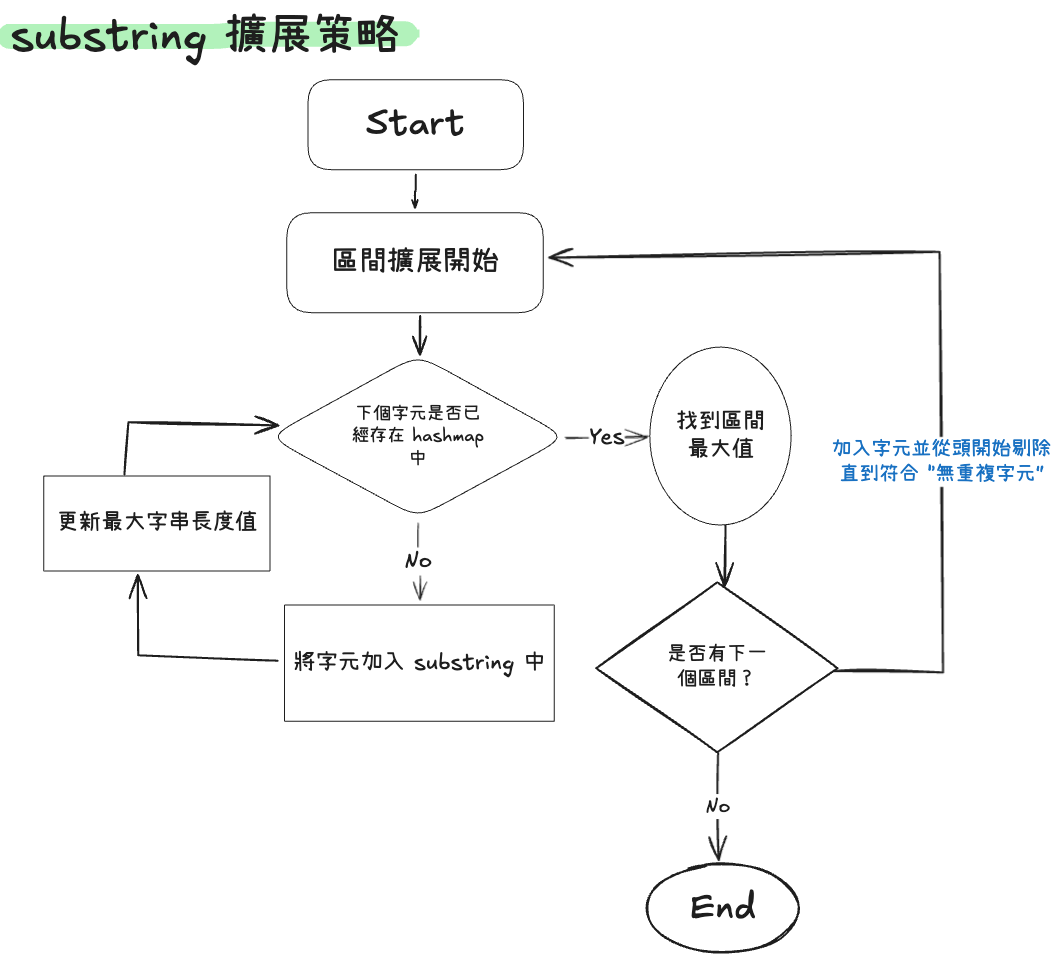 substring 擴展策略
Start
區間擴展開始
下個字元是否已
經存在 hashmap
中
Yes
找到區間
最大值
加入字元並從頭開始剔除
直到符合 "無重複字元"
更新最大字串長度值
No
將字元加入 substring 中
是否有下一
個區間？
No
End